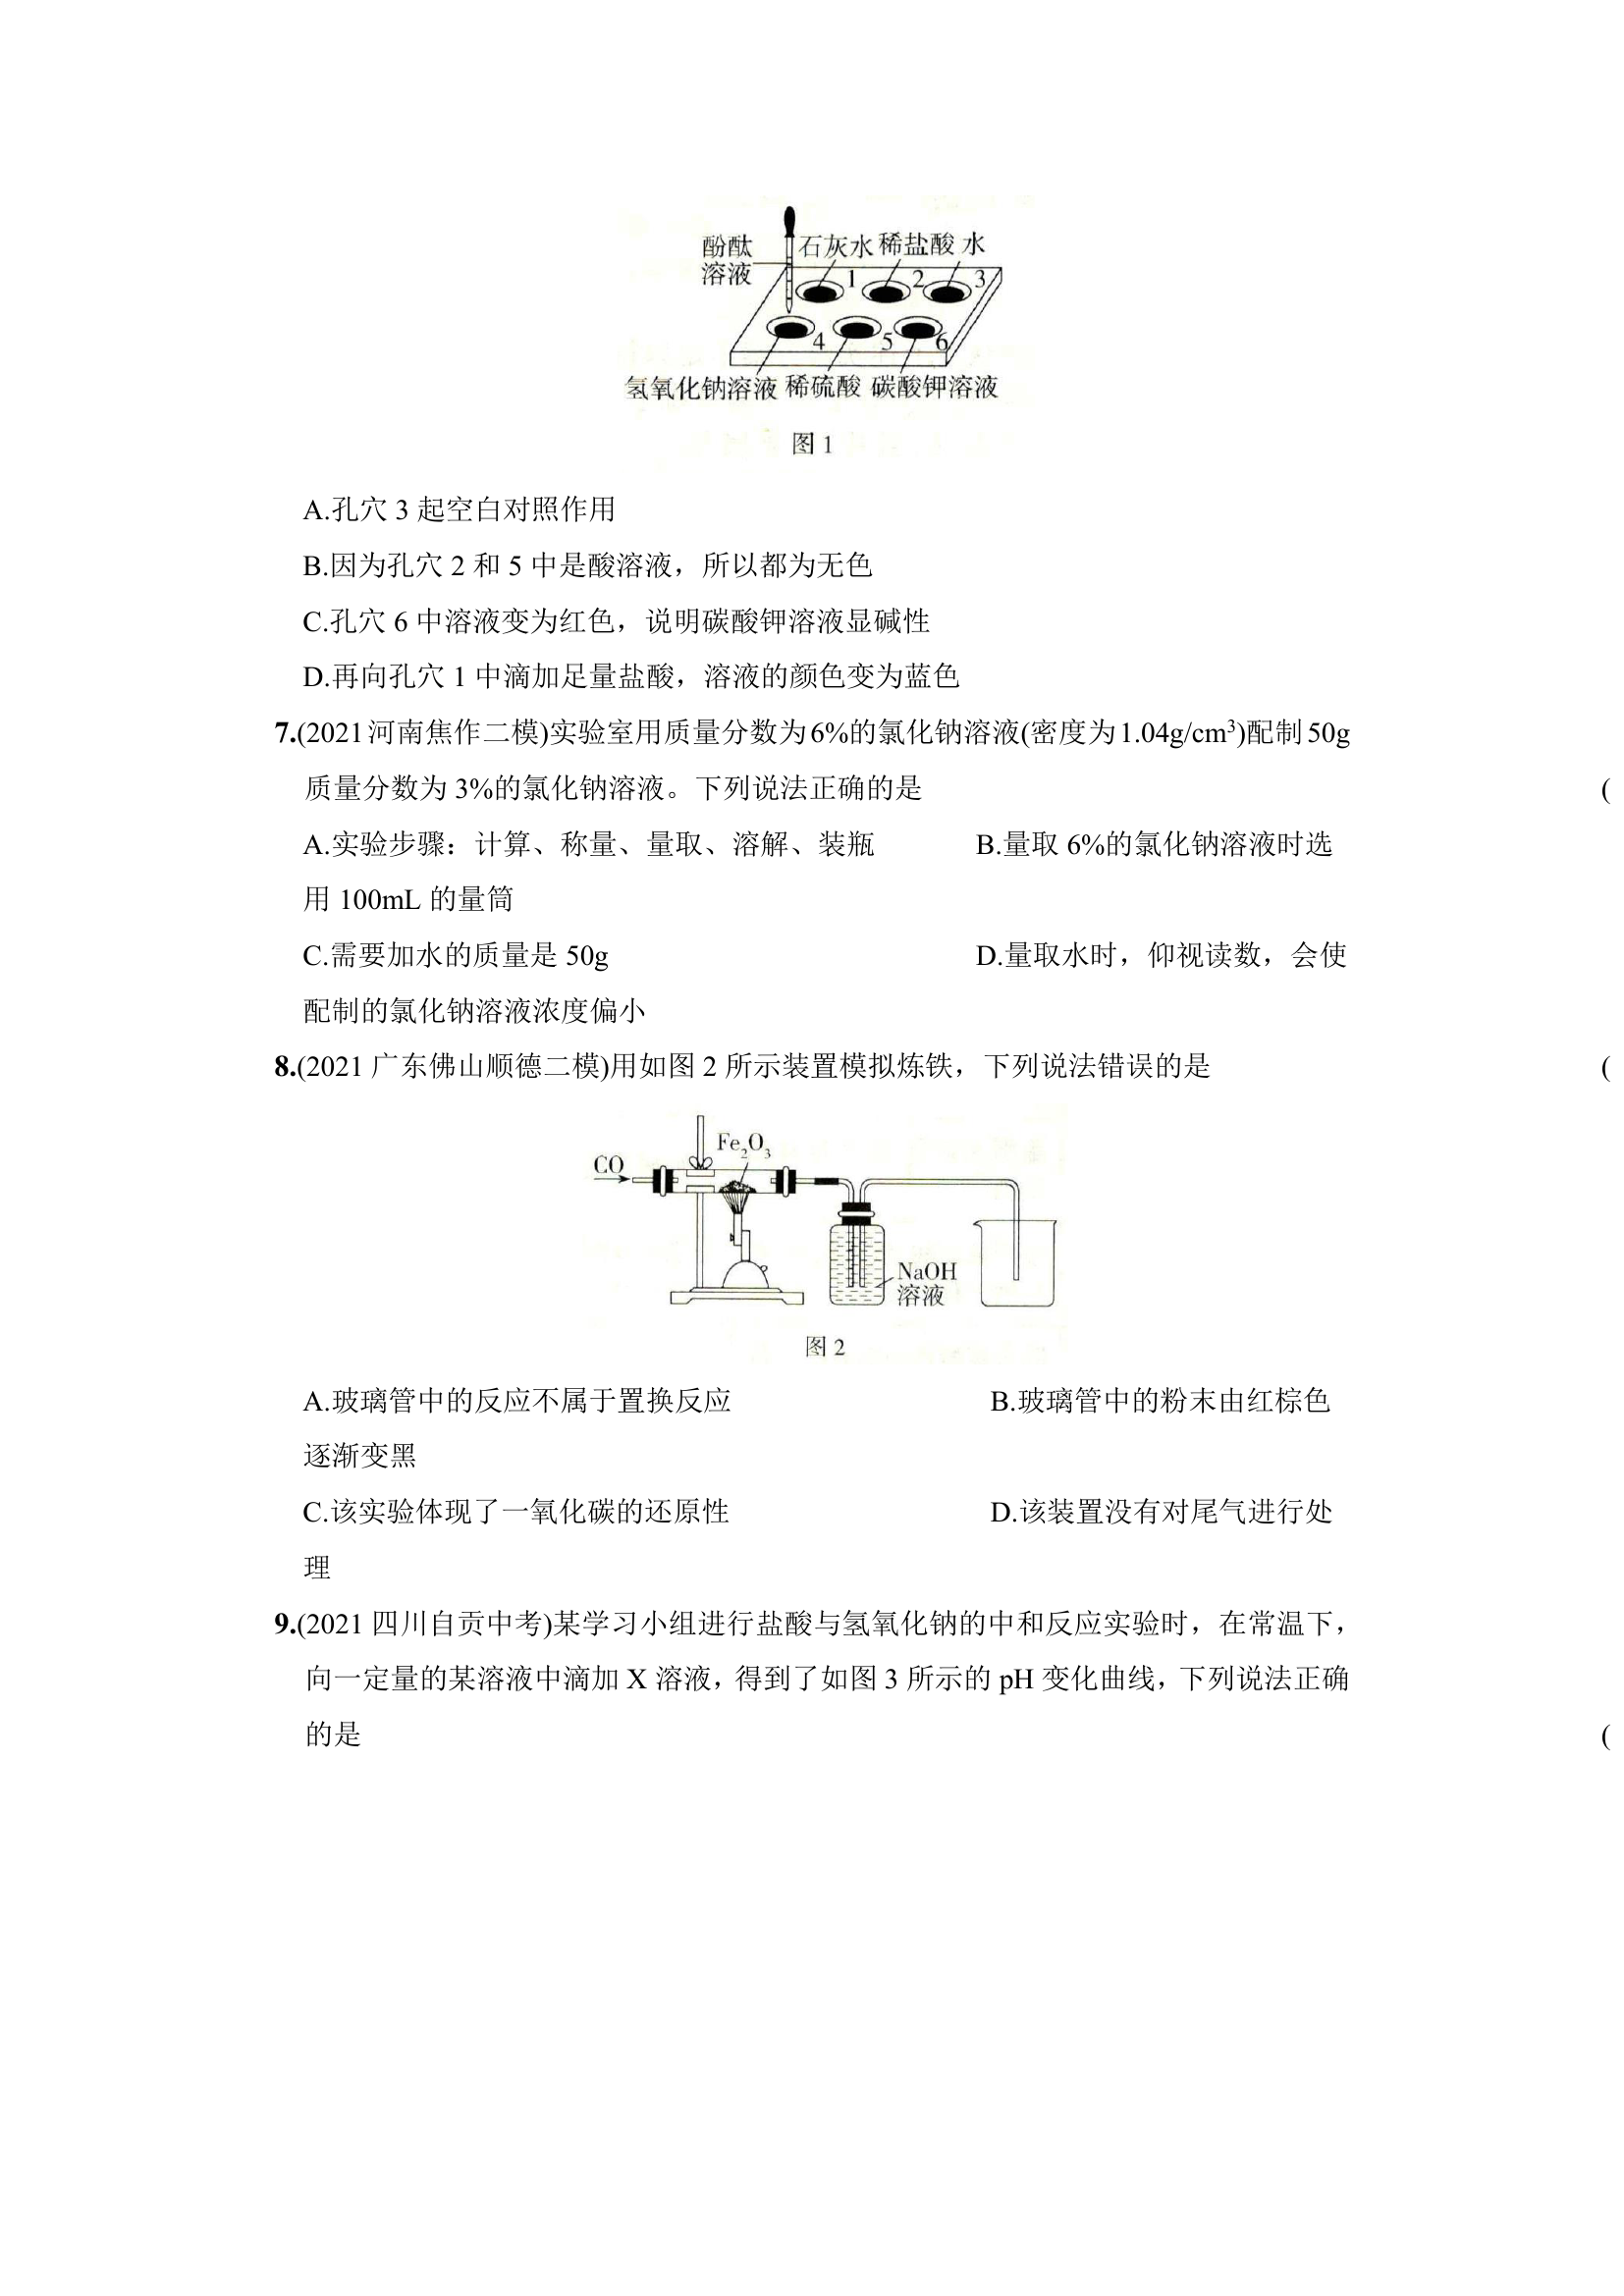 酚酞
溶液
石灰水 稀盐酸 水
1 2 3
4 5 6
氢氧化钠溶液 稀硫酸 碳酸钾溶液
图 1
A.孔穴 3 起空白对照作用
B.因为孔穴 2 和 5 中是酸溶液，所以都为无色
C.孔穴 6 中溶液变为红色，说明碳酸钾溶液显碱性
D.再向孔穴 1 中滴加足量盐酸，溶液的颜色变为蓝色
7.(2021河南焦作二模)实验室用质量分数为6%的氯化钠溶液(密度为1.04g/cm³)配制50g
质量分数为 3%的氯化钠溶液。下列说法正确的是 (
A.实验步骤：计算、称量、量取、溶解、装瓶 B.量取 6%的氯化钠溶液时选
用 100mL 的量筒
C.需要加水的质量是 50g D.量取水时，仰视读数，会使
配制的氯化钠溶液浓度偏小
8.(2021 广东佛山顺德二模)用如图 2 所示装置模拟炼铁，下列说法错误的是 (
Fe₂O₃
CO
NaOH
溶液
图 2
A.玻璃管中的反应不属于置换反应 B.玻璃管中的粉末由红棕色
逐渐变黑
C.该实验体现了一氧化碳的还原性 D.该装置没有对尾气进行处
理
9.(2021 四川自贡中考)某学习小组进行盐酸与氢氧化钠的中和反应实验时，在常温下，
向一定量的某溶液中滴加 X 溶液，得到了如图 3 所示的 pH 变化曲线，下列说法正确
的是 (